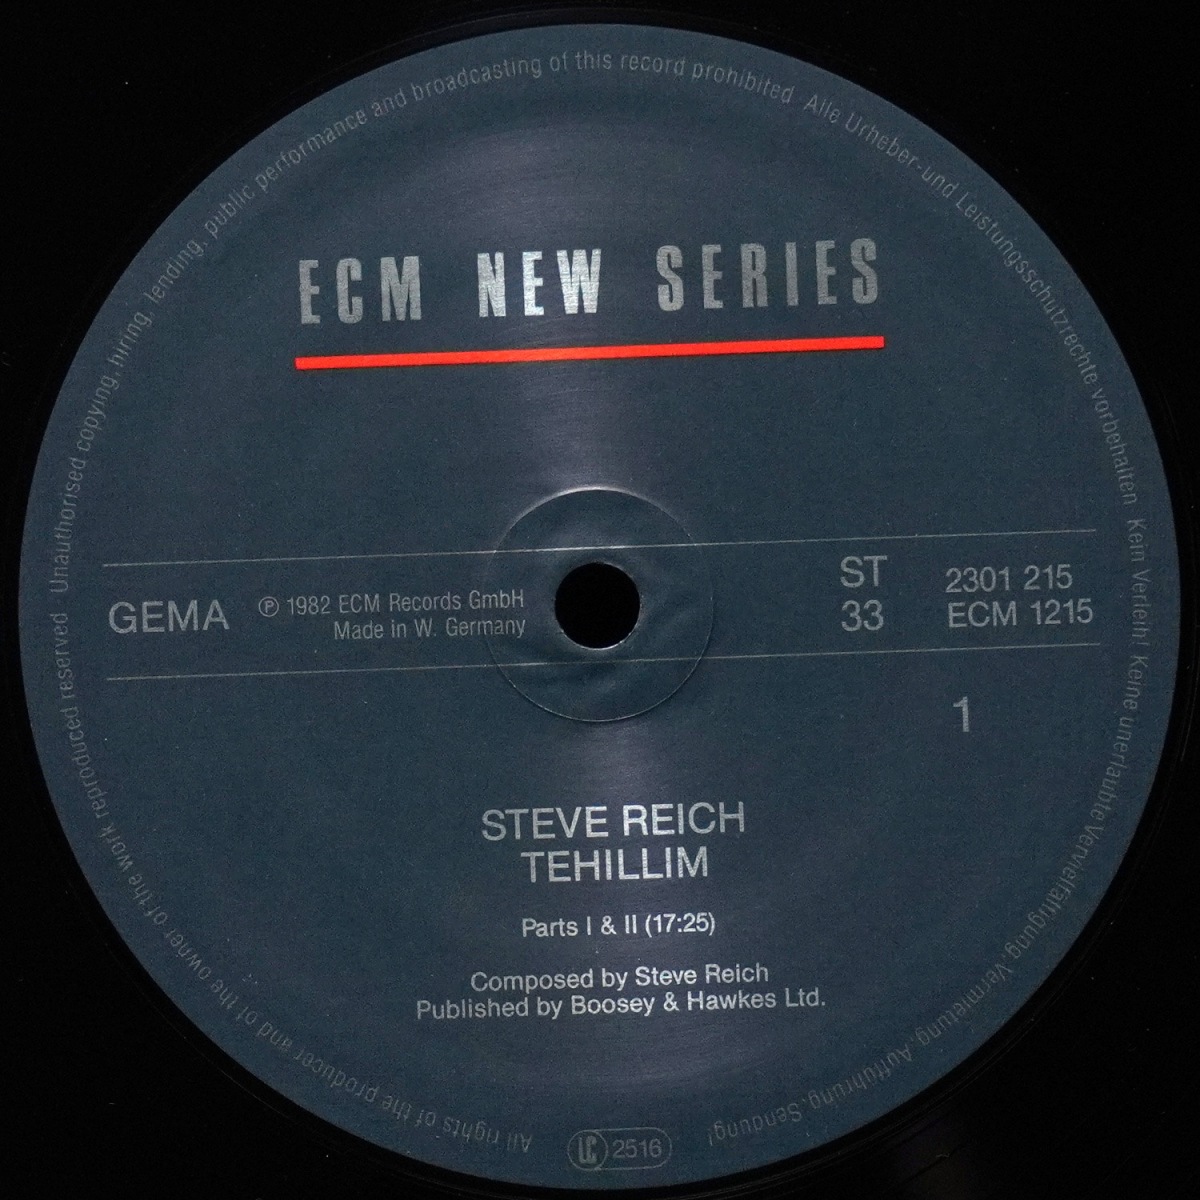 ECM NEW SERIES
GEMA
℗ 1982 ECM Records GmbH
Made in W. Germany
ST
33
2301 215
ECM 1215
1
STEVE REICH
TEHILLIM
Parts I & II (17:25)
Composed by Steve Reich
Published by Boosey & Hawkes Ltd.
All rights of the producer and of the owner of the work reproduced reserved Unauthorised copying, hiring, lending, public performance and broadcasting of this record prohibited Alle Urheber-und Leistungsschutzrechte vorbehalten Kein Verleih! Keine unerlaubte Vervielfältigung, Vermietung, Aufführung, Sendung!
LC 2516